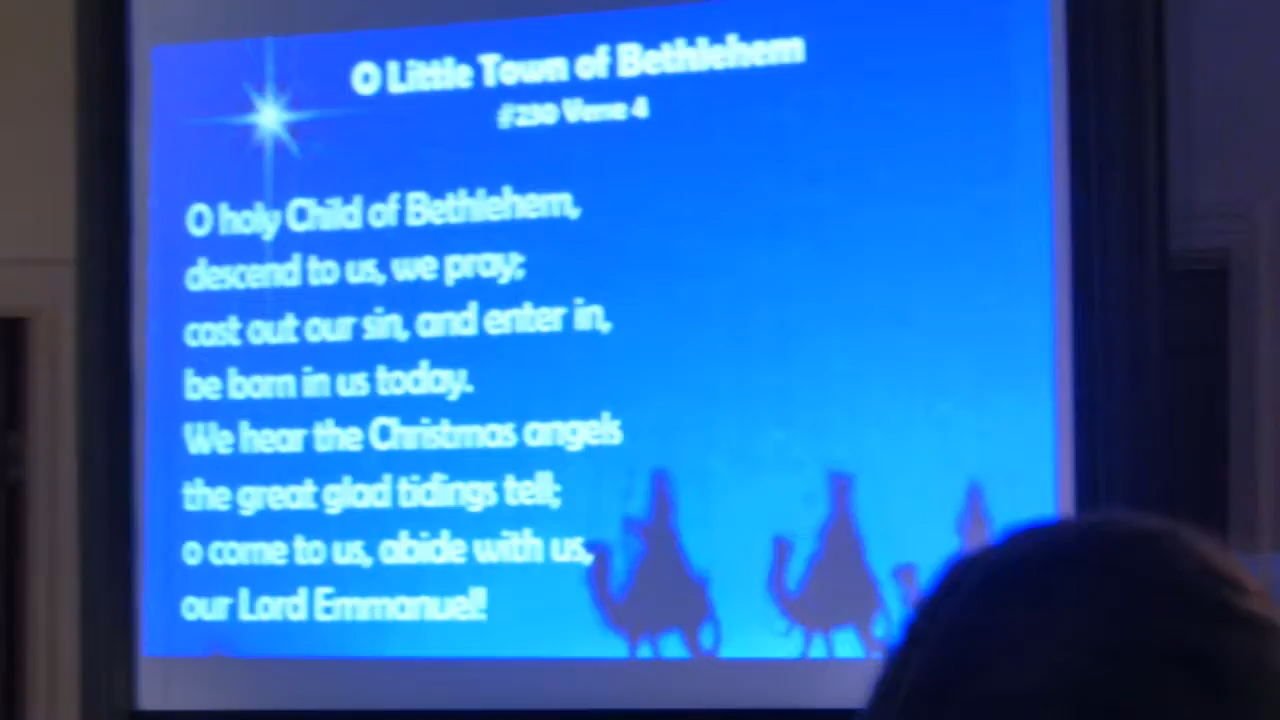 O Little Town of Bethlehem
#230 Verse 4
O holy Child of Bethlehem,
descend to us, we pray;
cast out our sin, and enter in,
be born in us today.
We hear the Christmas angels
the great glad tidings tell;
o come to us, abide with us,
our Lord Emmanuel!